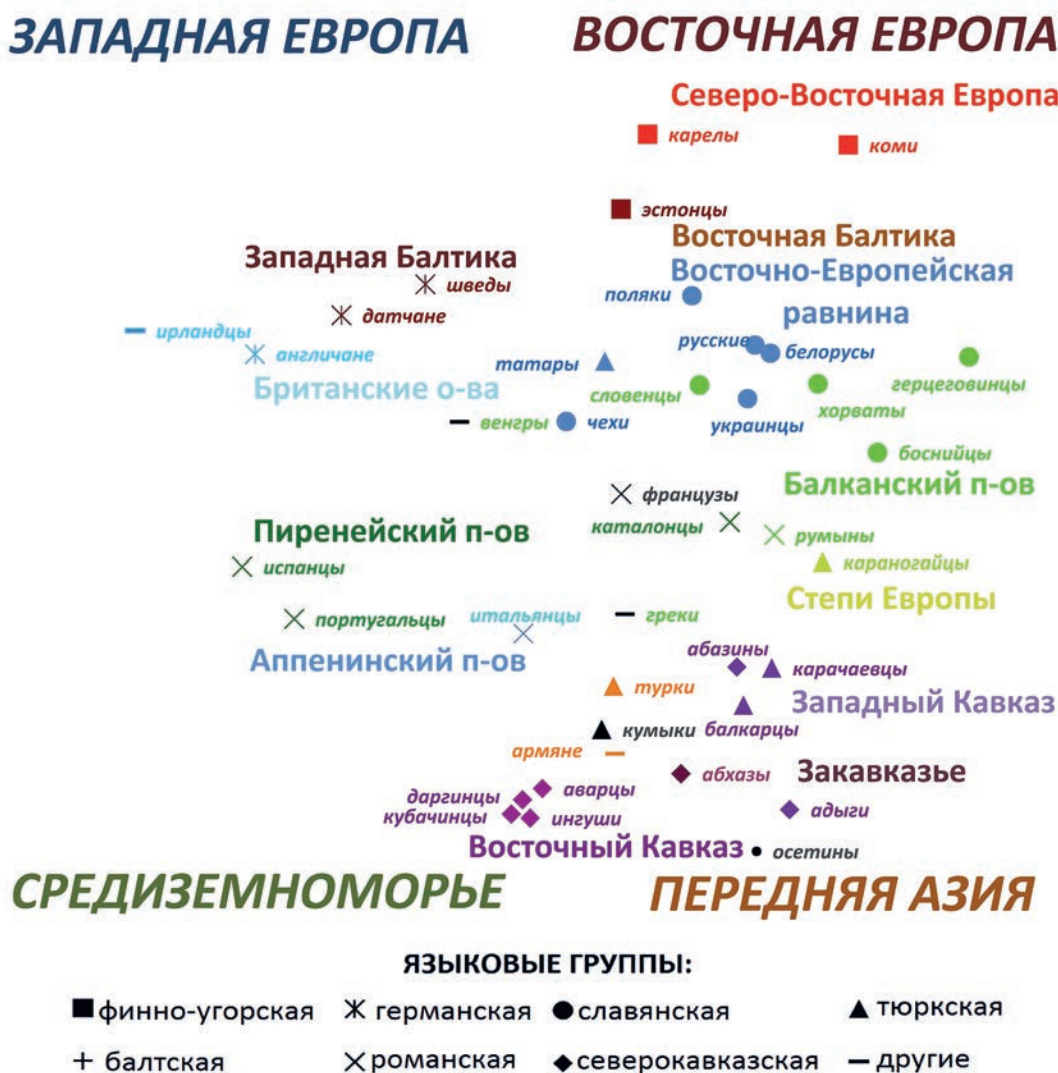 ЗАПАДНАЯ ЕВРОПА
ВОСТОЧНАЯ ЕВРОПА
Северо-Восточная Европа
карелы
коми
эстонцы
Восточная Балтика
Западная Балтика
Восточно-Европейская
равнина
шведы
поляки
датчане
ирландцы
русские
англичане
белорусы
татары
герцеговинцы
Британские о-ва
словенцы
хорваты
венгры
чехи
украинцы
боснийцы
Балканский п-ов
французы
Пиренейский п-ов
каталонцы
румыны
испанцы
караногайцы
Степи Европы
португальцы
итальянцы
греки
Аппенинский п-ов
абазины
карачаевцы
турки
Западный Кавказ
кумыки
балкарцы
армяне
абхазы
Закавказье
аварцы
даргинцы
кубачинцы
ингуши
адыги
Восточный Кавказ
осетины
СРЕДИЗЕМНОМОРЬЕ
ПЕРЕДНЯЯ АЗИЯ
ЯЗЫКОВЫЕ ГРУППЫ:
финно-угорская
германская
славянская
тюркская
балтская
романская
северокавказская
другие